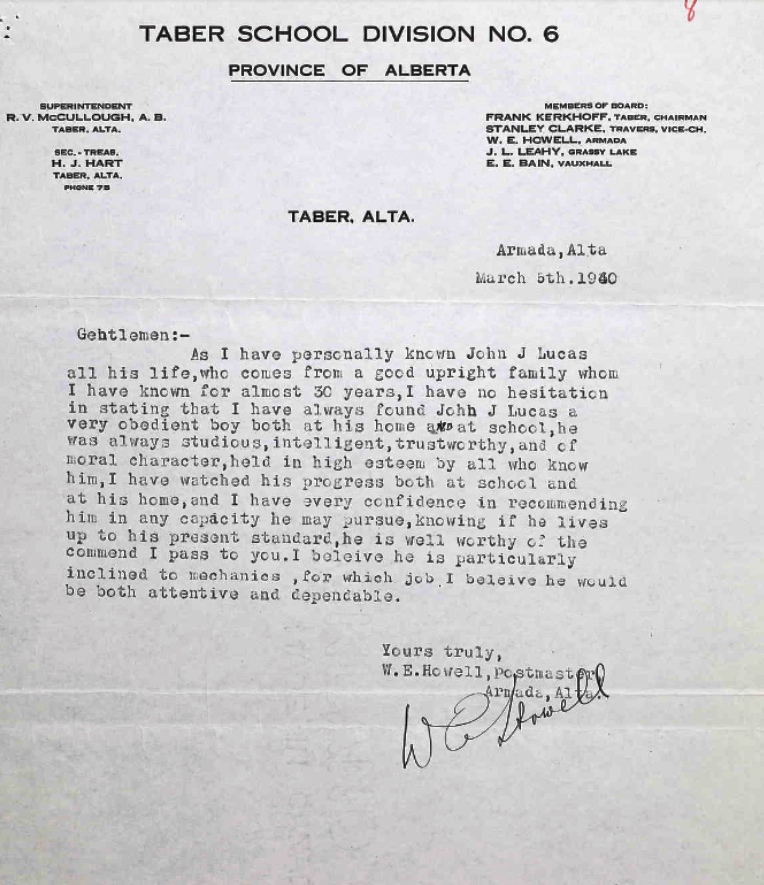 8
TABER SCHOOL DIVISION NO. 6
PROVINCE OF ALBERTA
SUPERINTENDENT
R. V. McCULLOUGH, A. B.
TABER, ALTA.
SEC.-TREAS.
H. J. HART
TABER, ALTA.
PHONE 75
MEMBERS OF BOARD:
FRANK KERKHOFF, TABER, CHAIRMAN
STANLEY CLARKE, TRAVERS, VICE-CH.
W. E. HOWELL, ARMADA
J. L. LEAHY, GRASSY LAKE
E. E. BAIN, VAUXHALL
TABER, ALTA.
Armada,Alta
March 5th.1940
Gehtlemen:-
As I have personally known John J Lucas
all his life,who comes from a good upright family whom
I have known for almost 30 years,I have no hesitation
in stating that I have always found Johh J Lucas a
very obedient boy both at his home at school,he
was always studious,intelligent,trustworthy,and of
moral character,held in high esteem by all who know
him,I have watched his progress both at school and
at his home,and I have every confidence in recommending
him in any capacity he may pursue,knowing if he lives
up to his present standard,he is well worthy of the
commend I pass to you.I beleive he is particularly
inclined to mechanics ,for which job I beleive he would
be both attentive and dependable.
Yours truly,
W.E.Howell,postmaster
Armada,Alta.
W E Howell